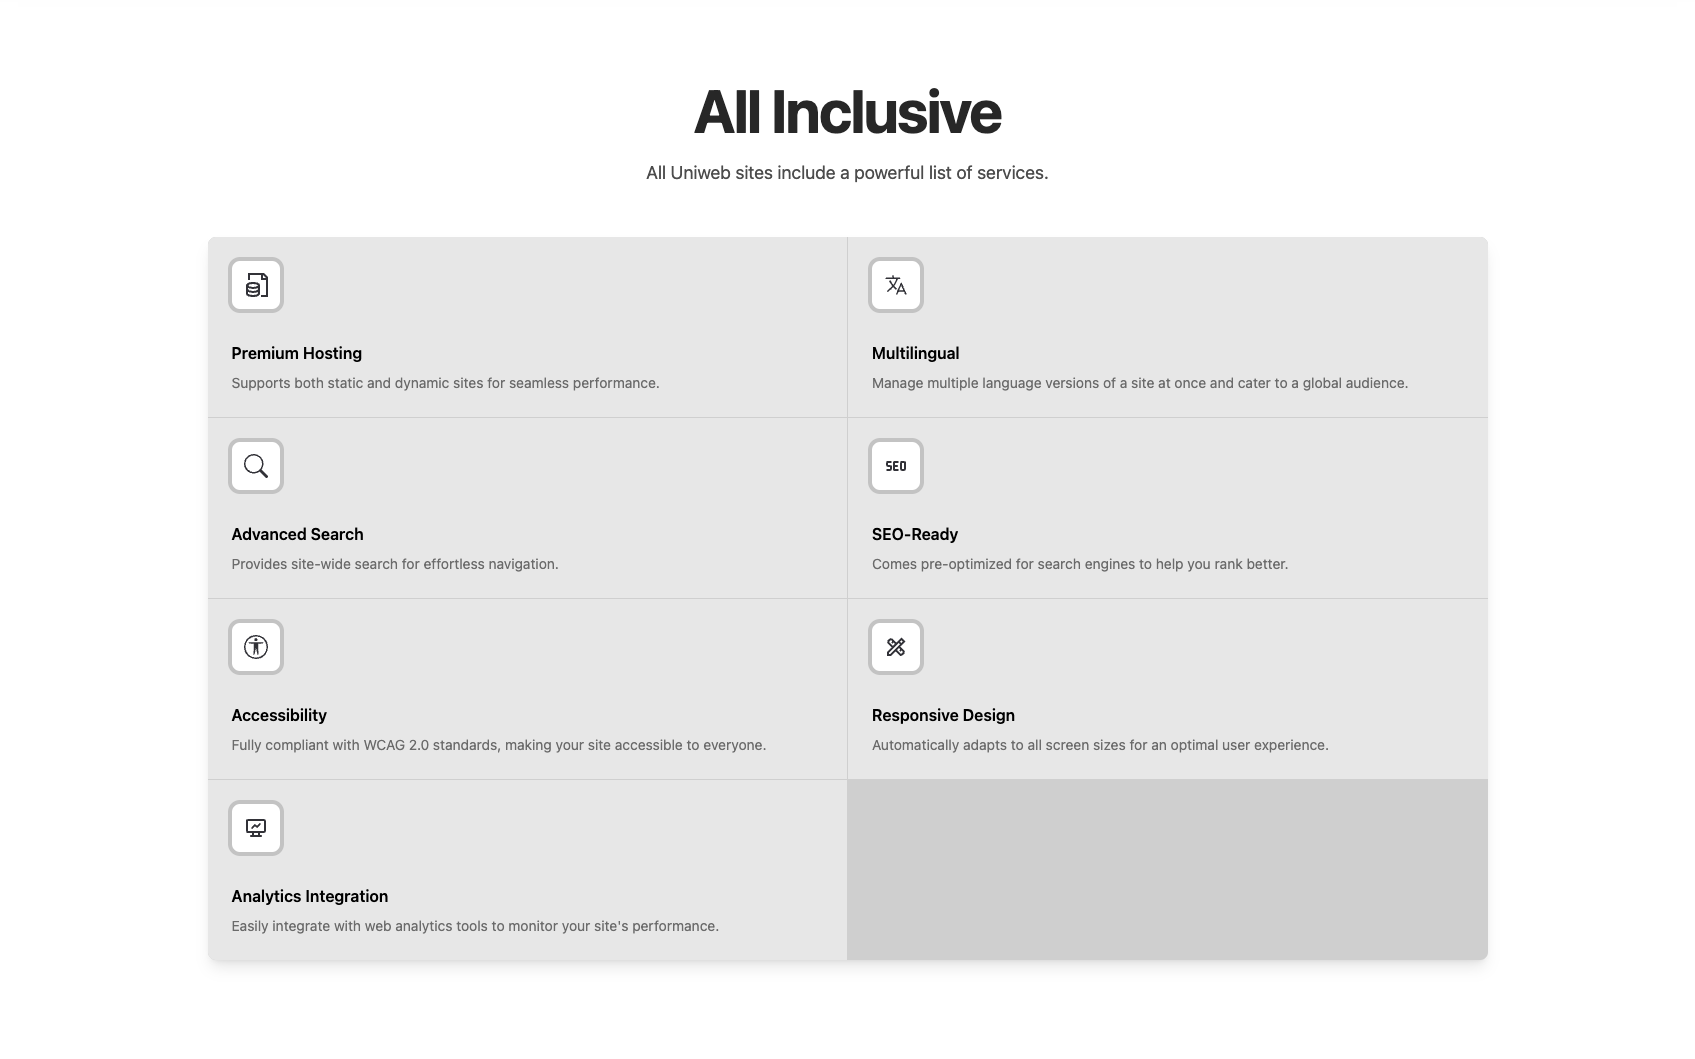 All Inclusive
All Uniweb sites include a powerful list of services.
Premium Hosting
Supports both static and dynamic sites for seamless performance.
Multilingual
Manage multiple language versions of a site at once and cater to a global audience.
Advanced Search
Provides site-wide search for effortless navigation.
SEO
SEO-Ready
Comes pre-optimized for search engines to help you rank better.
Accessibility
Fully compliant with WCAG 2.0 standards, making your site accessible to everyone.
Responsive Design
Automatically adapts to all screen sizes for an optimal user experience.
Analytics Integration
Easily integrate with web analytics tools to monitor your site's performance.